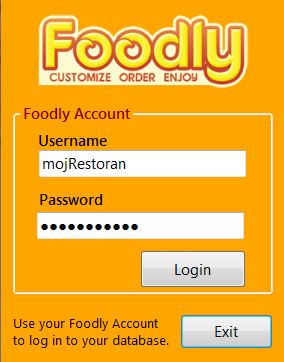 Foodly
CUSTOMIZE ORDER ENJOY
Foodly Account
Username
mojRestoran
Password
●●●●●●●●●●●
Login
Use your Foodly Account
to log in to your database.
Exit